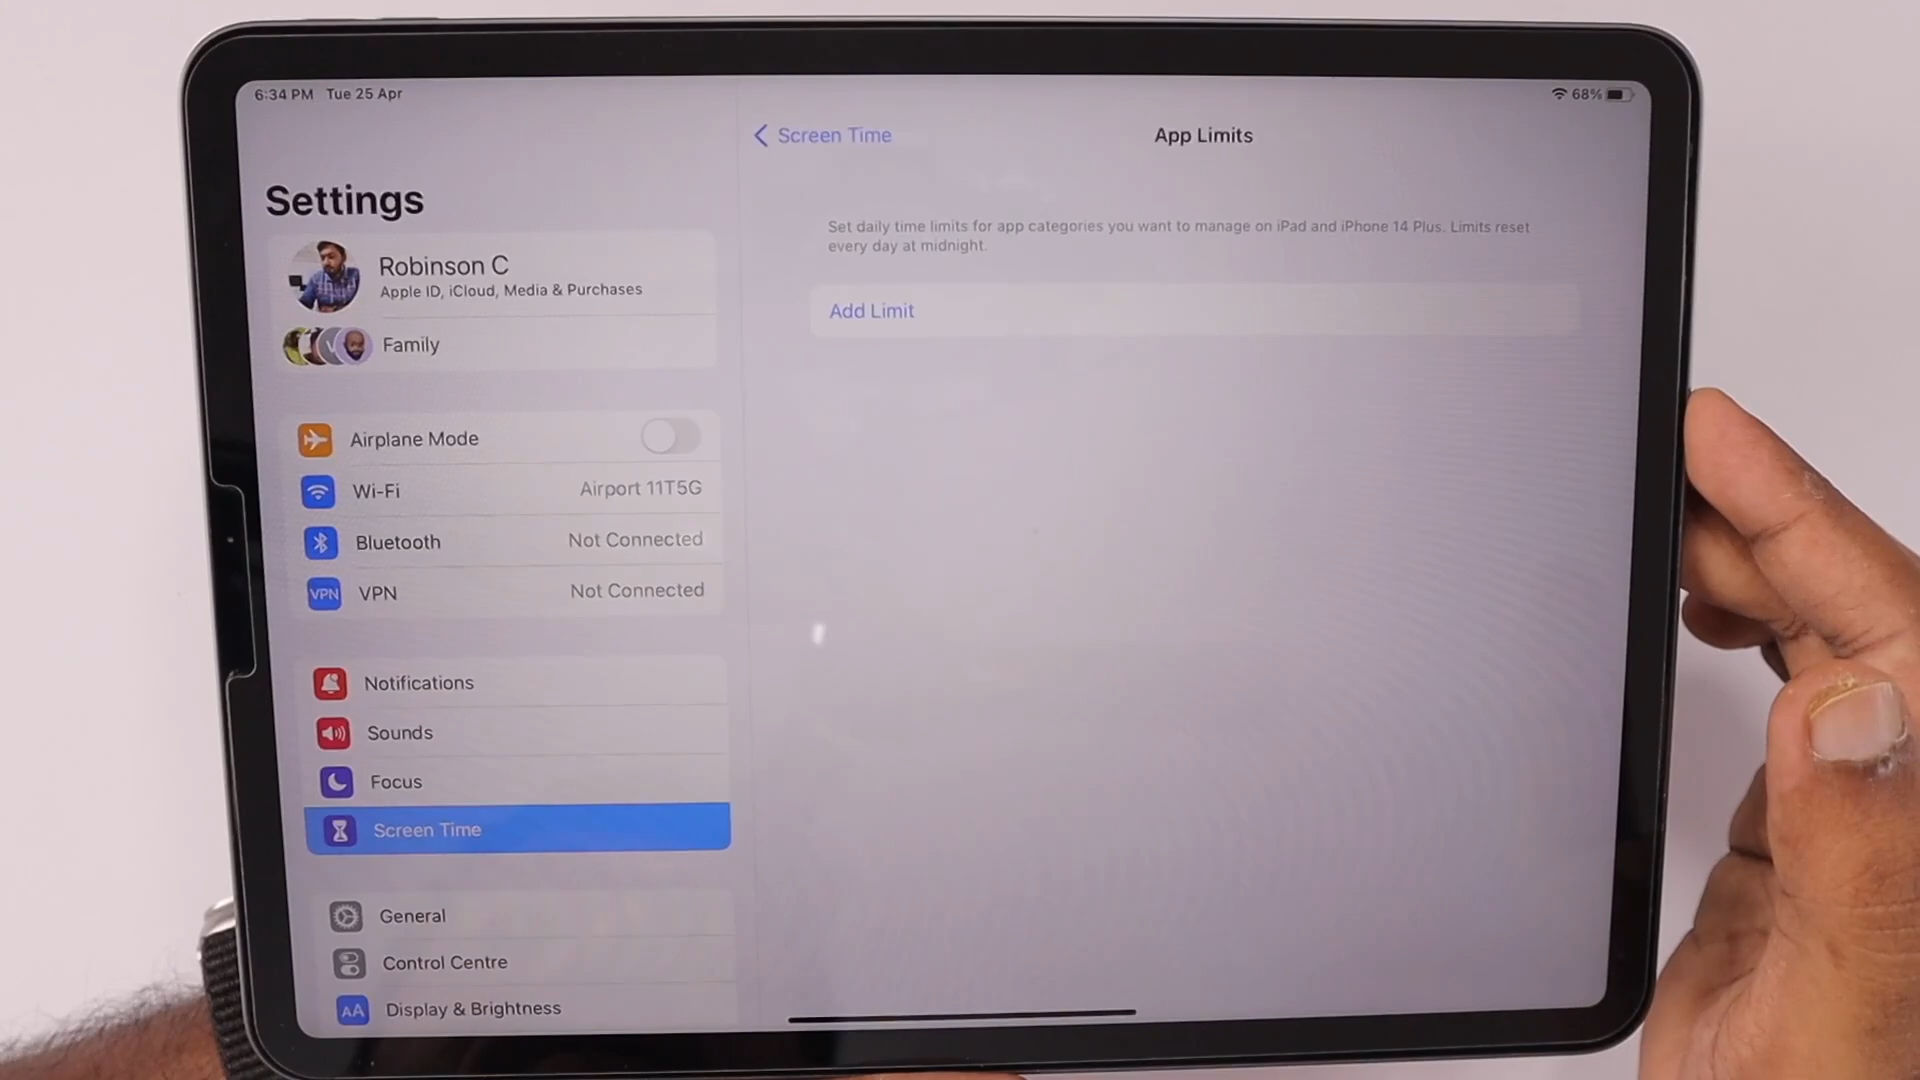 6:34 PM Tue 25 Apr
68%
Settings
Robinson C
Apple ID, iCloud, Media & Purchases
Family
Airplane Mode
Wi-Fi Airport 11T5G
Bluetooth Not Connected
VPN VPN Not Connected
Notifications
Sounds
Focus
Screen Time
General
Control Centre
AA Display & Brightness
Screen Time
App Limits
Set daily time limits for app categories you want to manage on iPad and iPhone 14 Plus. Limits reset
every day at midnight.
Add Limit